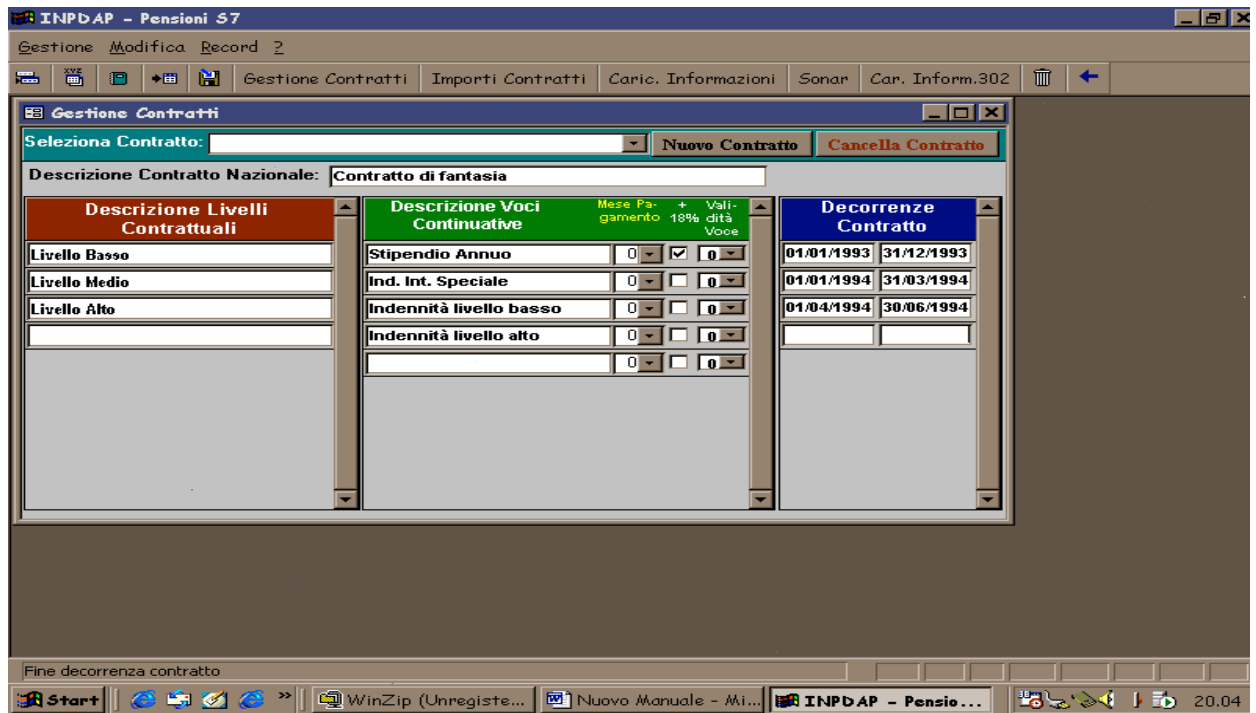 INPDAP - Pensioni S7
Gestione Modifica Record ?
XYZ
Gestione Contratti Importi Contratti Caric. Informazioni Sonar Car. Inform.302
Gestione Contratti
Seleziona Contratto: Nuovo Contratto Cancella Contratto
Descrizione Contratto Nazionale: Contratto di fantasia
Descrizione Livelli
Contrattuali
Livello Basso
Livello Medio
Livello Alto
Descrizione Voci
Continuative
Mese Pa-
gamento
+
18%
Vali-
dità
Voce
Stipendio Annuo 0 0
Ind. Int. Speciale 0 0
Indennità livello basso 0 0
Indennità livello alto 0 0
0 0
Decorrenze
Contratto
01/01/1993 31/12/1993
01/01/1994 31/03/1994
01/04/1994 30/06/1994
Fine decorrenza contratto
Start » WinZip (Unregiste... Nuovo Manuale - Mi... INPDAP - Pensio... 20.04